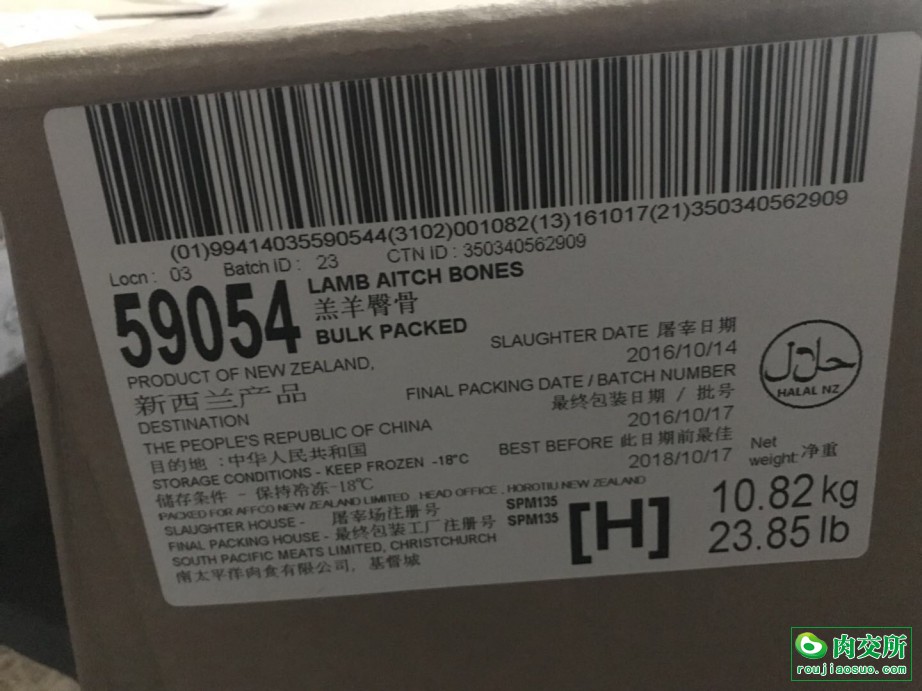 (01)99414035590544(3102)001082(13)161017(21)350340562909
Locn : 03 Batch ID : 23 CTN ID : 350340562909
59054
LAMB AITCH BONES
羔羊臀骨
BULK PACKED
PRODUCT OF NEW ZEALAND,
新西兰产品
DESTINATION
THE PEOPLE'S REPUBLIC OF CHINA
目的地 : 中华人民共和国
STORAGE CONDITIONS - KEEP FROZEN -18°C
储存条件 - 保持冷冻-18℃
PACKED FOR AFFCO NEW ZEALAND LIMITED , HEAD OFFICE , HOROTIU NEW ZEALAND
SLAUGHTER HOUSE - 屠宰场注册号 SPM135
FINAL PACKING HOUSE - 最终包装工厂注册号 SPM135
SOUTH PACIFIC MEATS LIMITED, CHRISTCHURCH
南太平洋肉食有限公司, 基督城
SLAUGHTER DATE 屠宰日期
2016/10/14
FINAL PACKING DATE / BATCH NUMBER
最终包装日期 / 批号
2016/10/17
BEST BEFORE 此日期前最佳
2018/10/17
حلال
HALAL NZ
Net
weight: 净重
[H]
10.82 kg
23.85 lb
肉交所
roujiaosuo.com